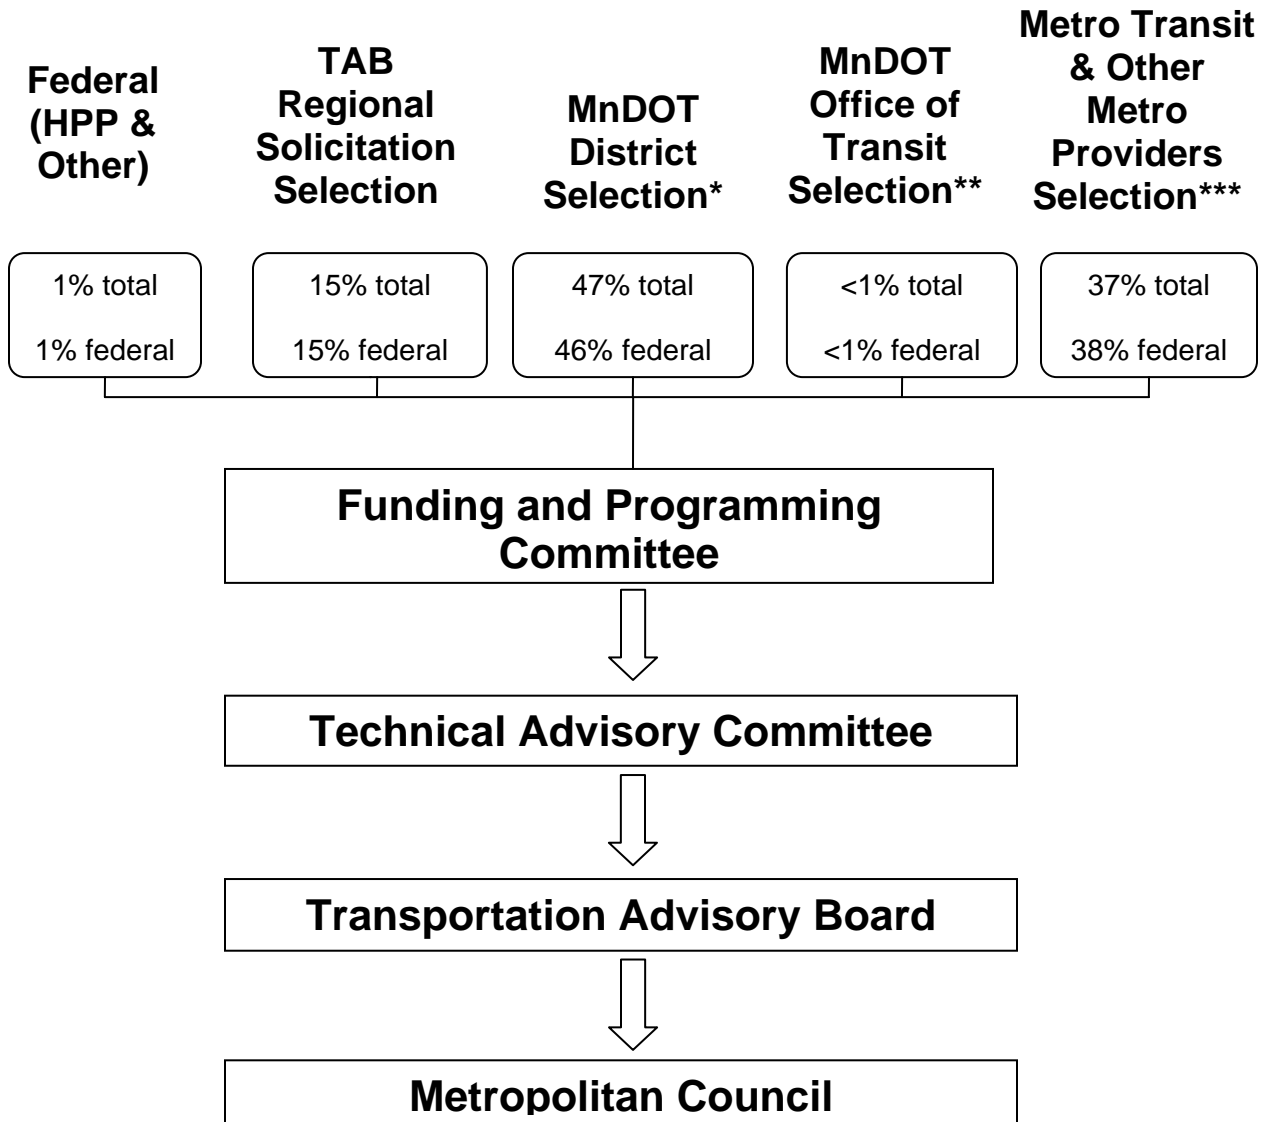 Federal
(HPP &
Other)
TAB
Regional
Solicitation
Selection
MnDOT
District
Selection*
MnDOT
Office of
Transit
Selection**
Metro Transit
& Other
Metro
Providers
Selection***
1% total
1% federal
15% total
15% federal
47% total
46% federal
<1% total
<1% federal
37% total
38% federal
Funding and Programming
Committee
Technical Advisory Committee
Transportation Advisory Board
Metropolitan Council